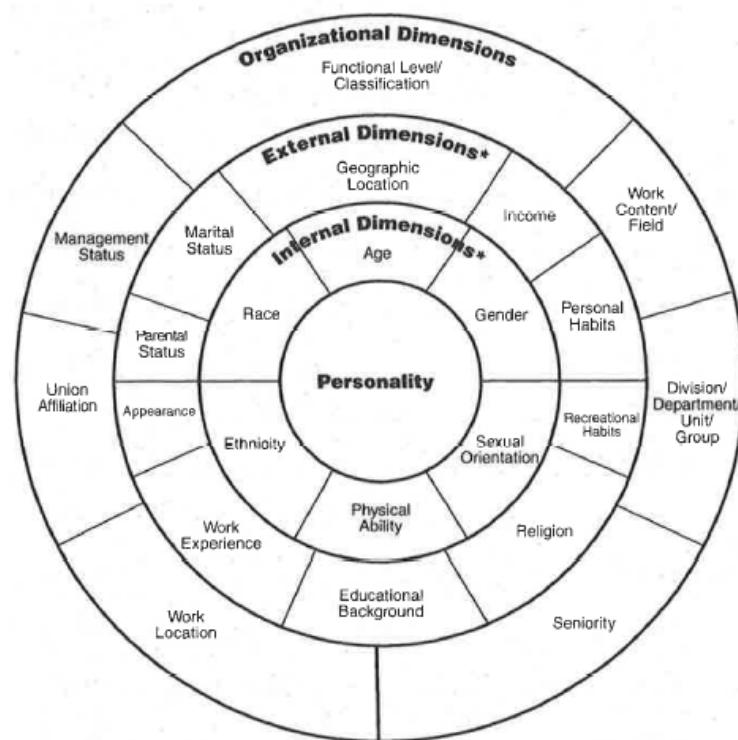 Organizational Dimensions
Functional Level/
Classification
External Dimensions*
Geographic
Location
Income
Work
Content/
Field
Marital
Status
Management
Status
Internal Dimensions*
Age
Race
Gender
Personal
Habits
Parental
Status
Personality
Union
Affiliation
Appearance
Division/
Department/
Unit/
Group
Recreational
Habits
Ethnicity
Sexual
Orientation
Physical
Ability
Work
Experience
Religion
Educational
Background
Work
Location
Seniority